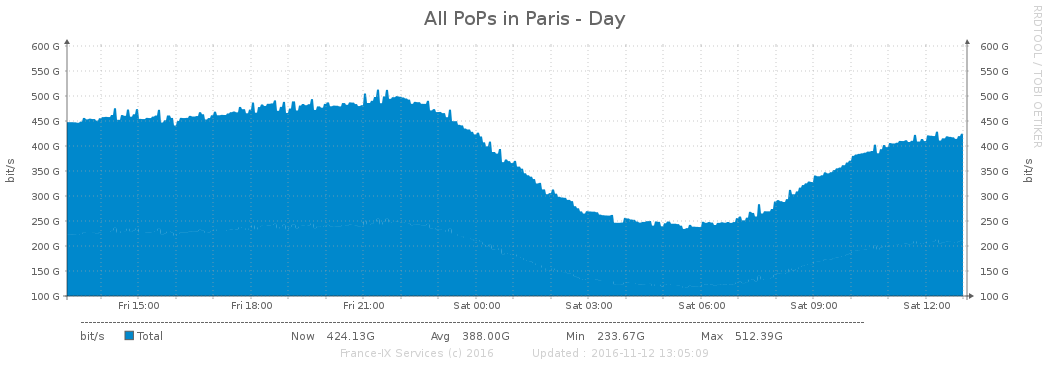 All PoPs in Paris - Day
RRDTOOL / TOBI OETIKER
600 G 600 G
550 G 550 G
500 G 500 G
450 G 450 G
400 G 400 G
350 G 350 G
300 G 300 G
250 G 250 G
200 G 200 G
150 G 150 G
100 G 100 G
bit/s
bit/s
Fri 15:00 Fri 18:00 Fri 21:00 Sat 00:00 Sat 03:00 Sat 06:00 Sat 09:00 Sat 12:00
bit/s Total Now 424.13G Avg 388.00G Min 233.67G Max 512.39G
France-IX Services (c) 2016 Updated : 2016-11-12 13:05:09